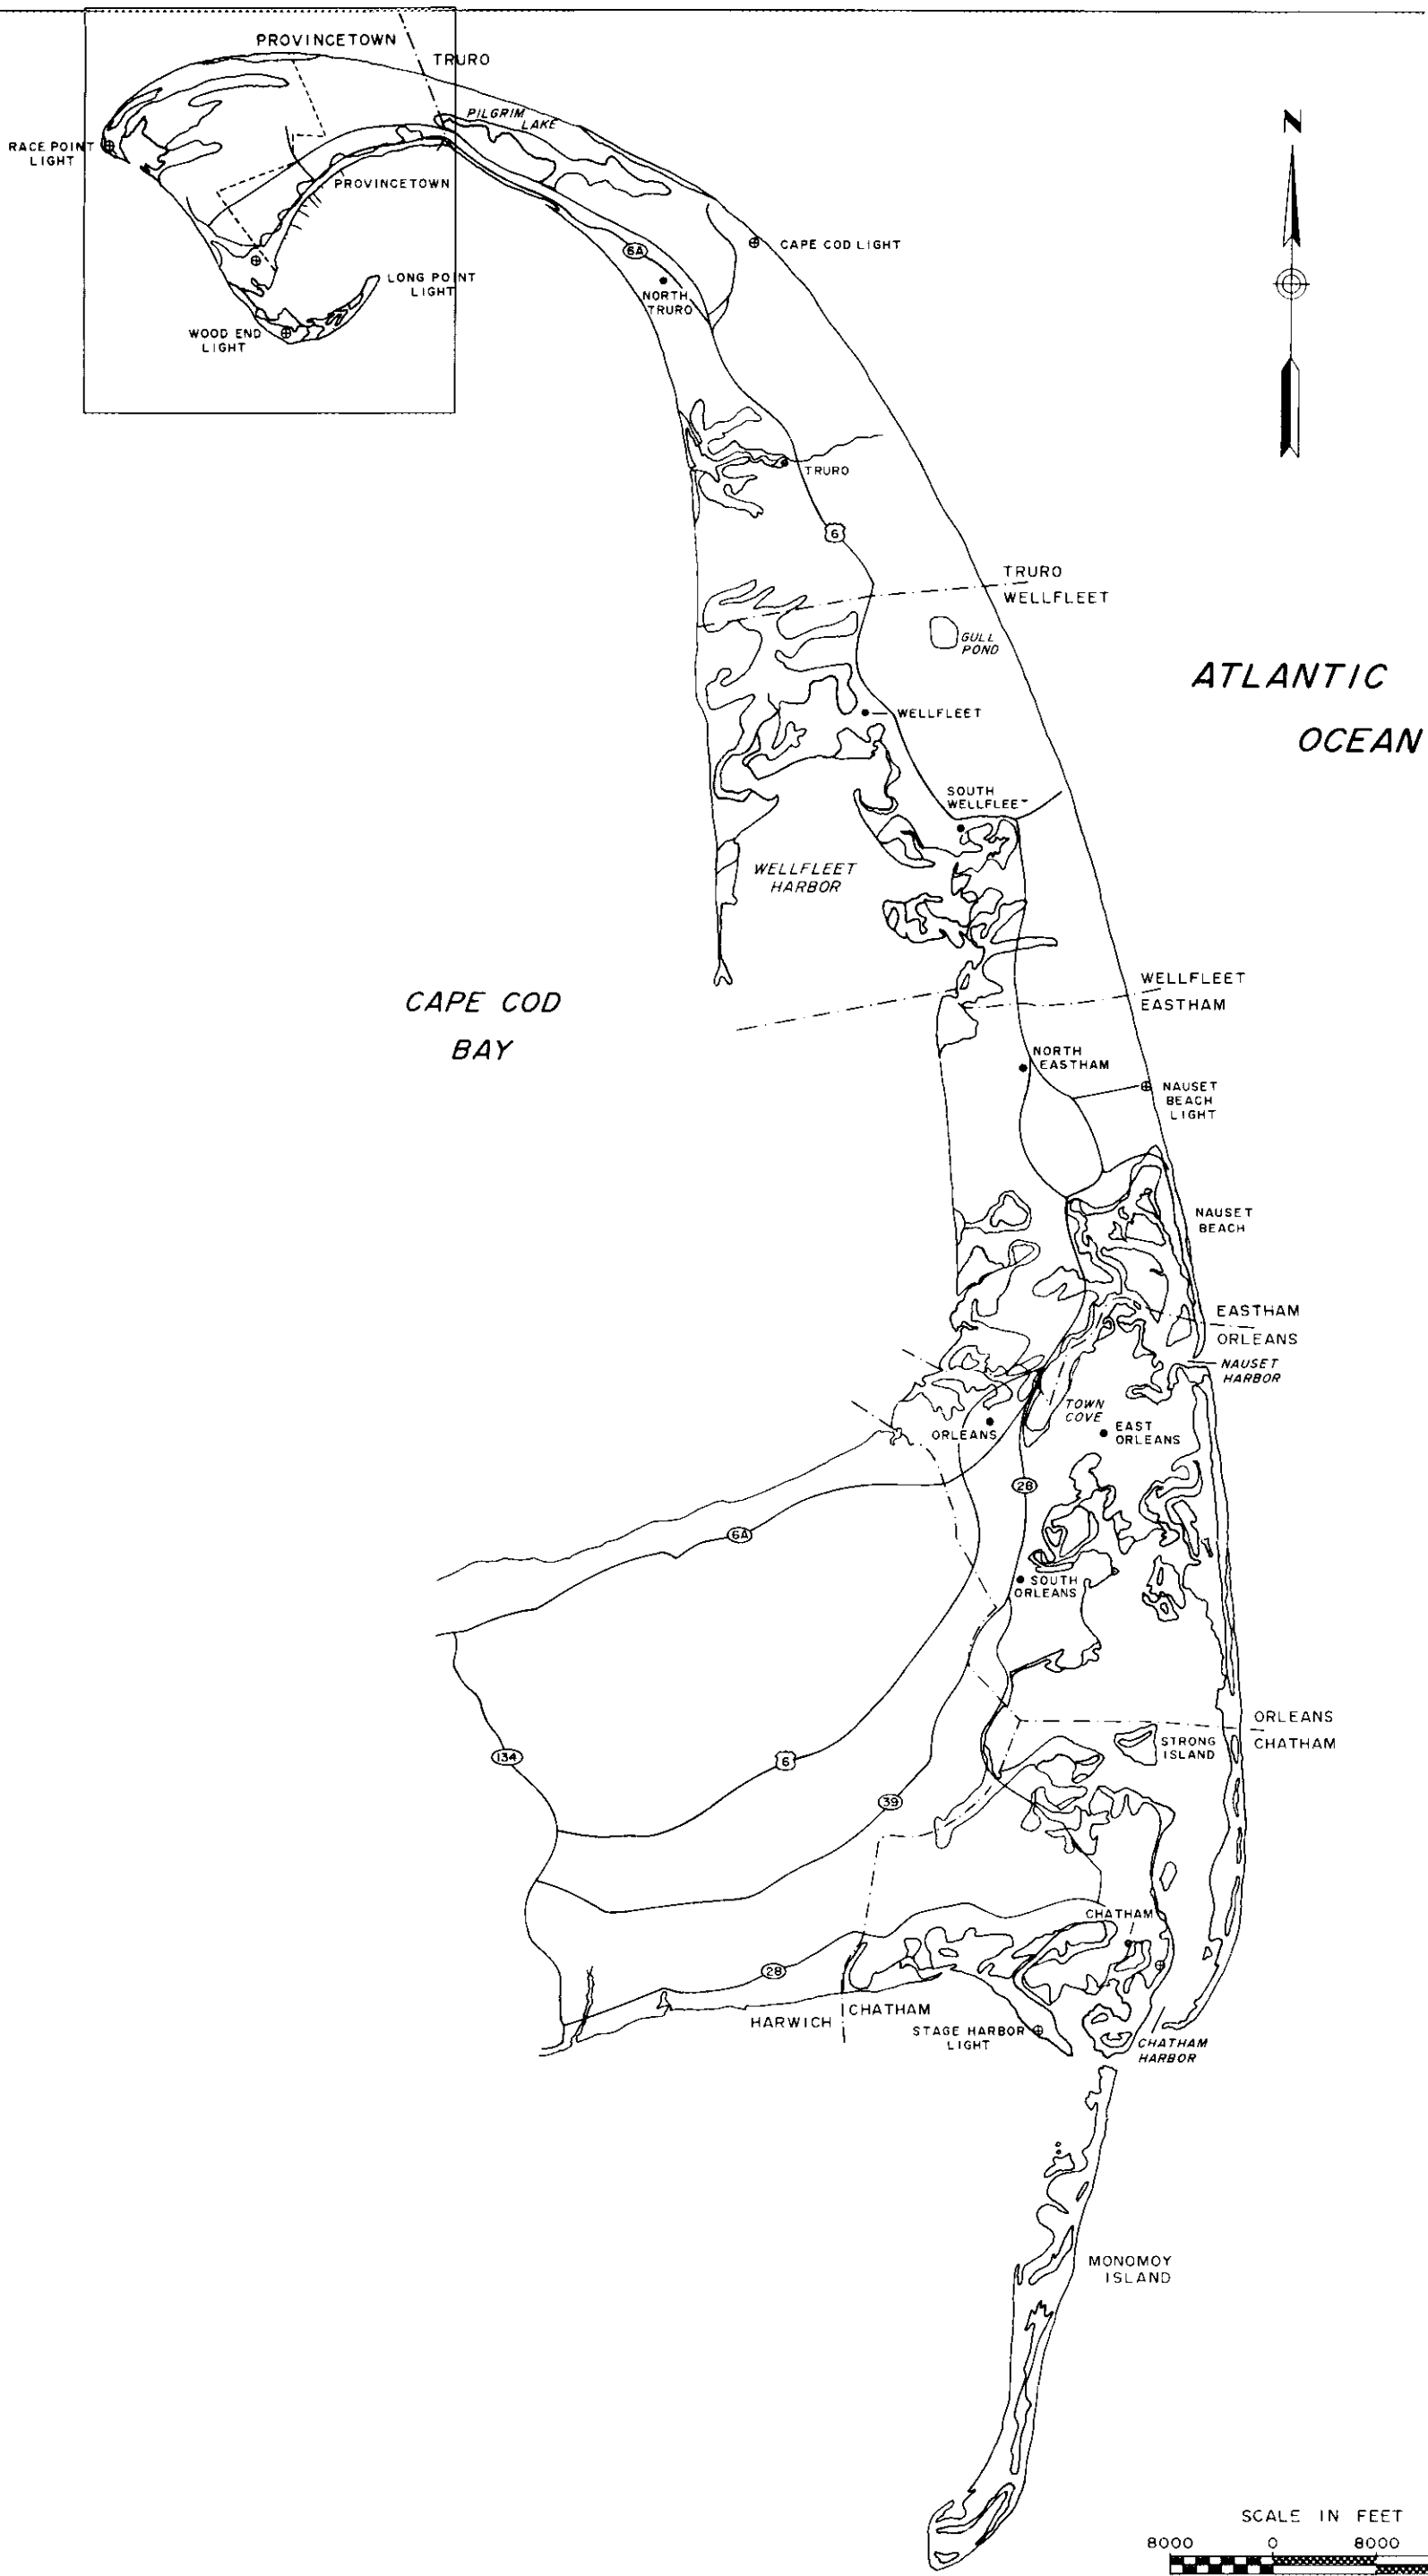 PROVINCETOWN
TRURO
PILGRIM
LAKE
RACE POINT
LIGHT
PROVINCETOWN
CAPE COD LIGHT
6A
LONG POINT
LIGHT
NORTH
TRURO
WOOD END
LIGHT
N
TRURO
6
TRURO
WELLFLEET
GULL
POND
ATLANTIC
OCEAN
WELLFLEET
SOUTH
WELLFLEET
WELLFLEET
HARBOR
CAPE COD
BAY
WELLFLEET
EASTHAM
NORTH
EASTHAM
NAUSET
BEACH
LIGHT
NAUSET
BEACH
EASTHAM
ORLEANS
NAUSET
HARBOR
TOWN
COVE
ORLEANS
EAST
ORLEANS
28
6A
SOUTH
ORLEANS
ORLEANS
CHATHAM
STRONG
ISLAND
134
6
39
CHATHAM
28
HARWICH
CHATHAM
STAGE HARBOR
LIGHT
CHATHAM
HARBOR
MONOMOY
ISLAND
SCALE IN FEET
8000 0 8000